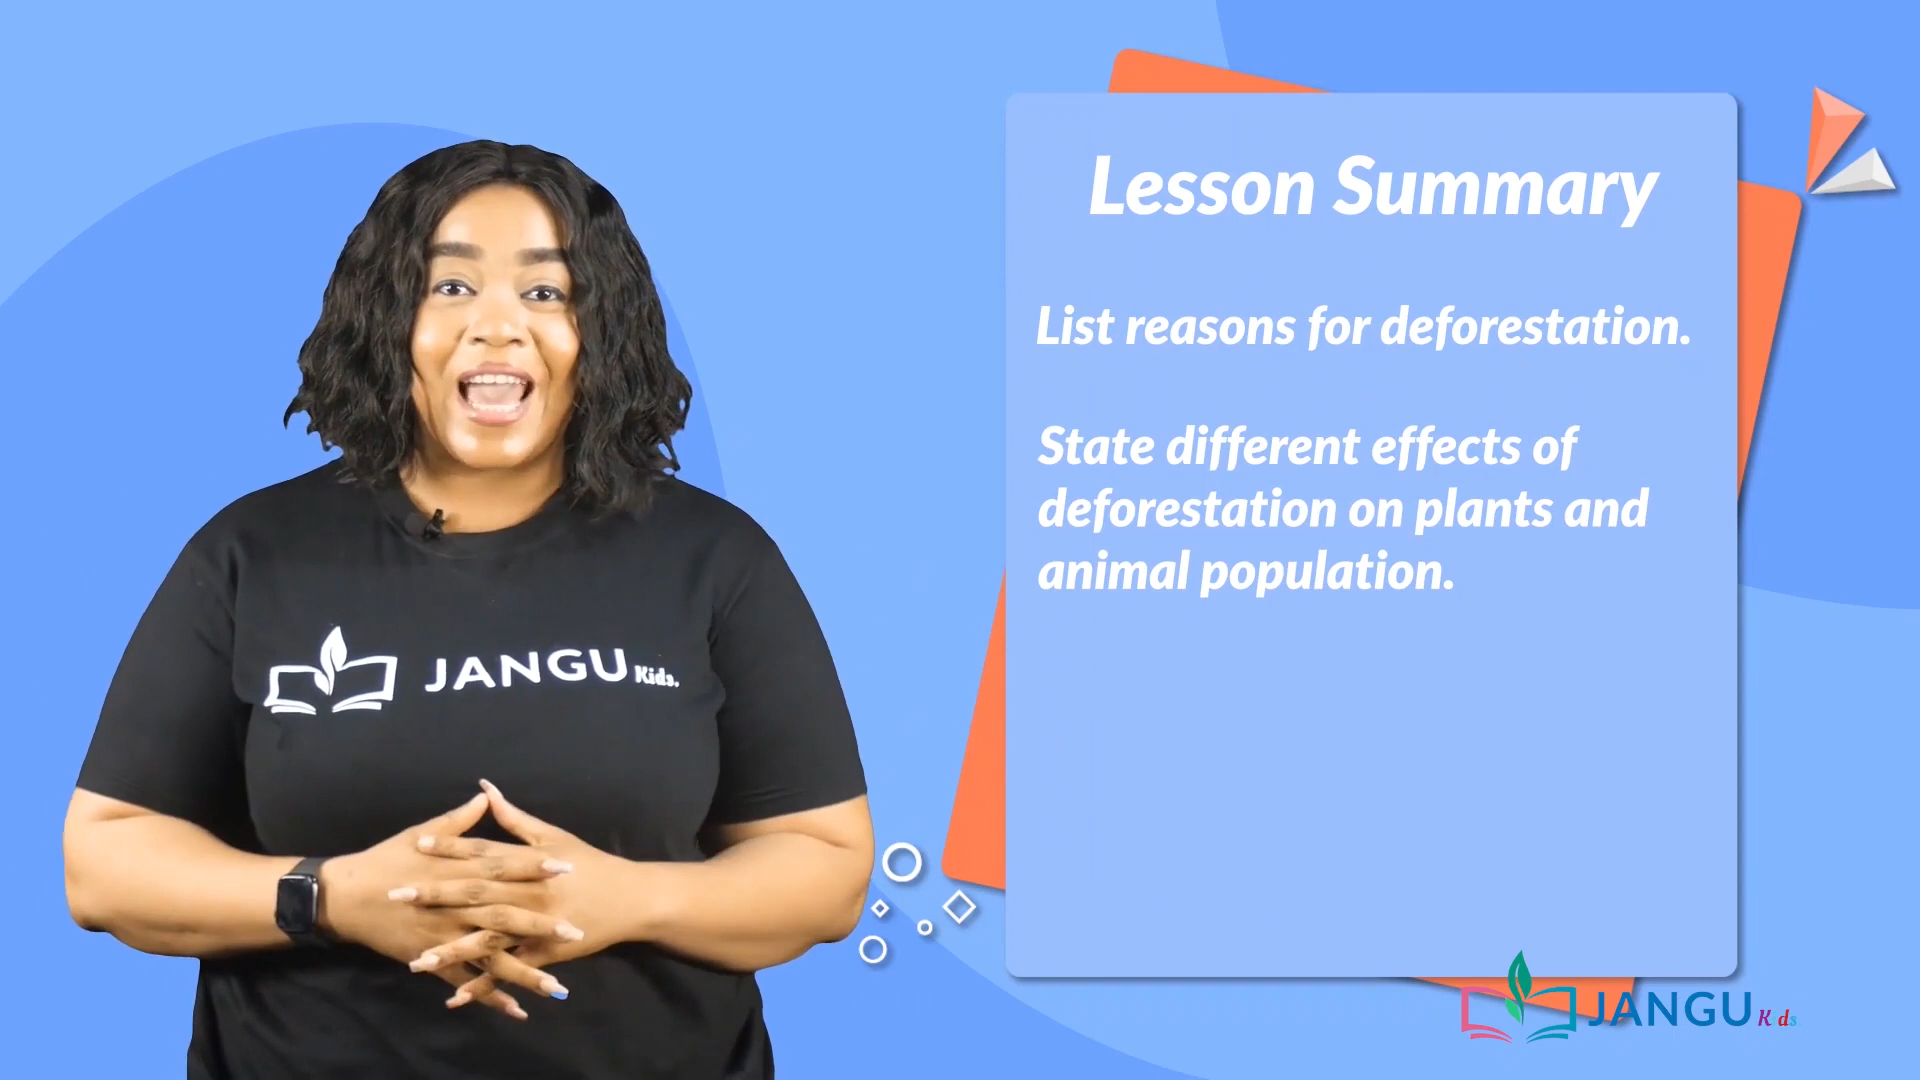 Lesson Summary
List reasons for deforestation.
State different effects of
deforestation on plants and
animal population.
JANGU Kids.
JANGU Kids